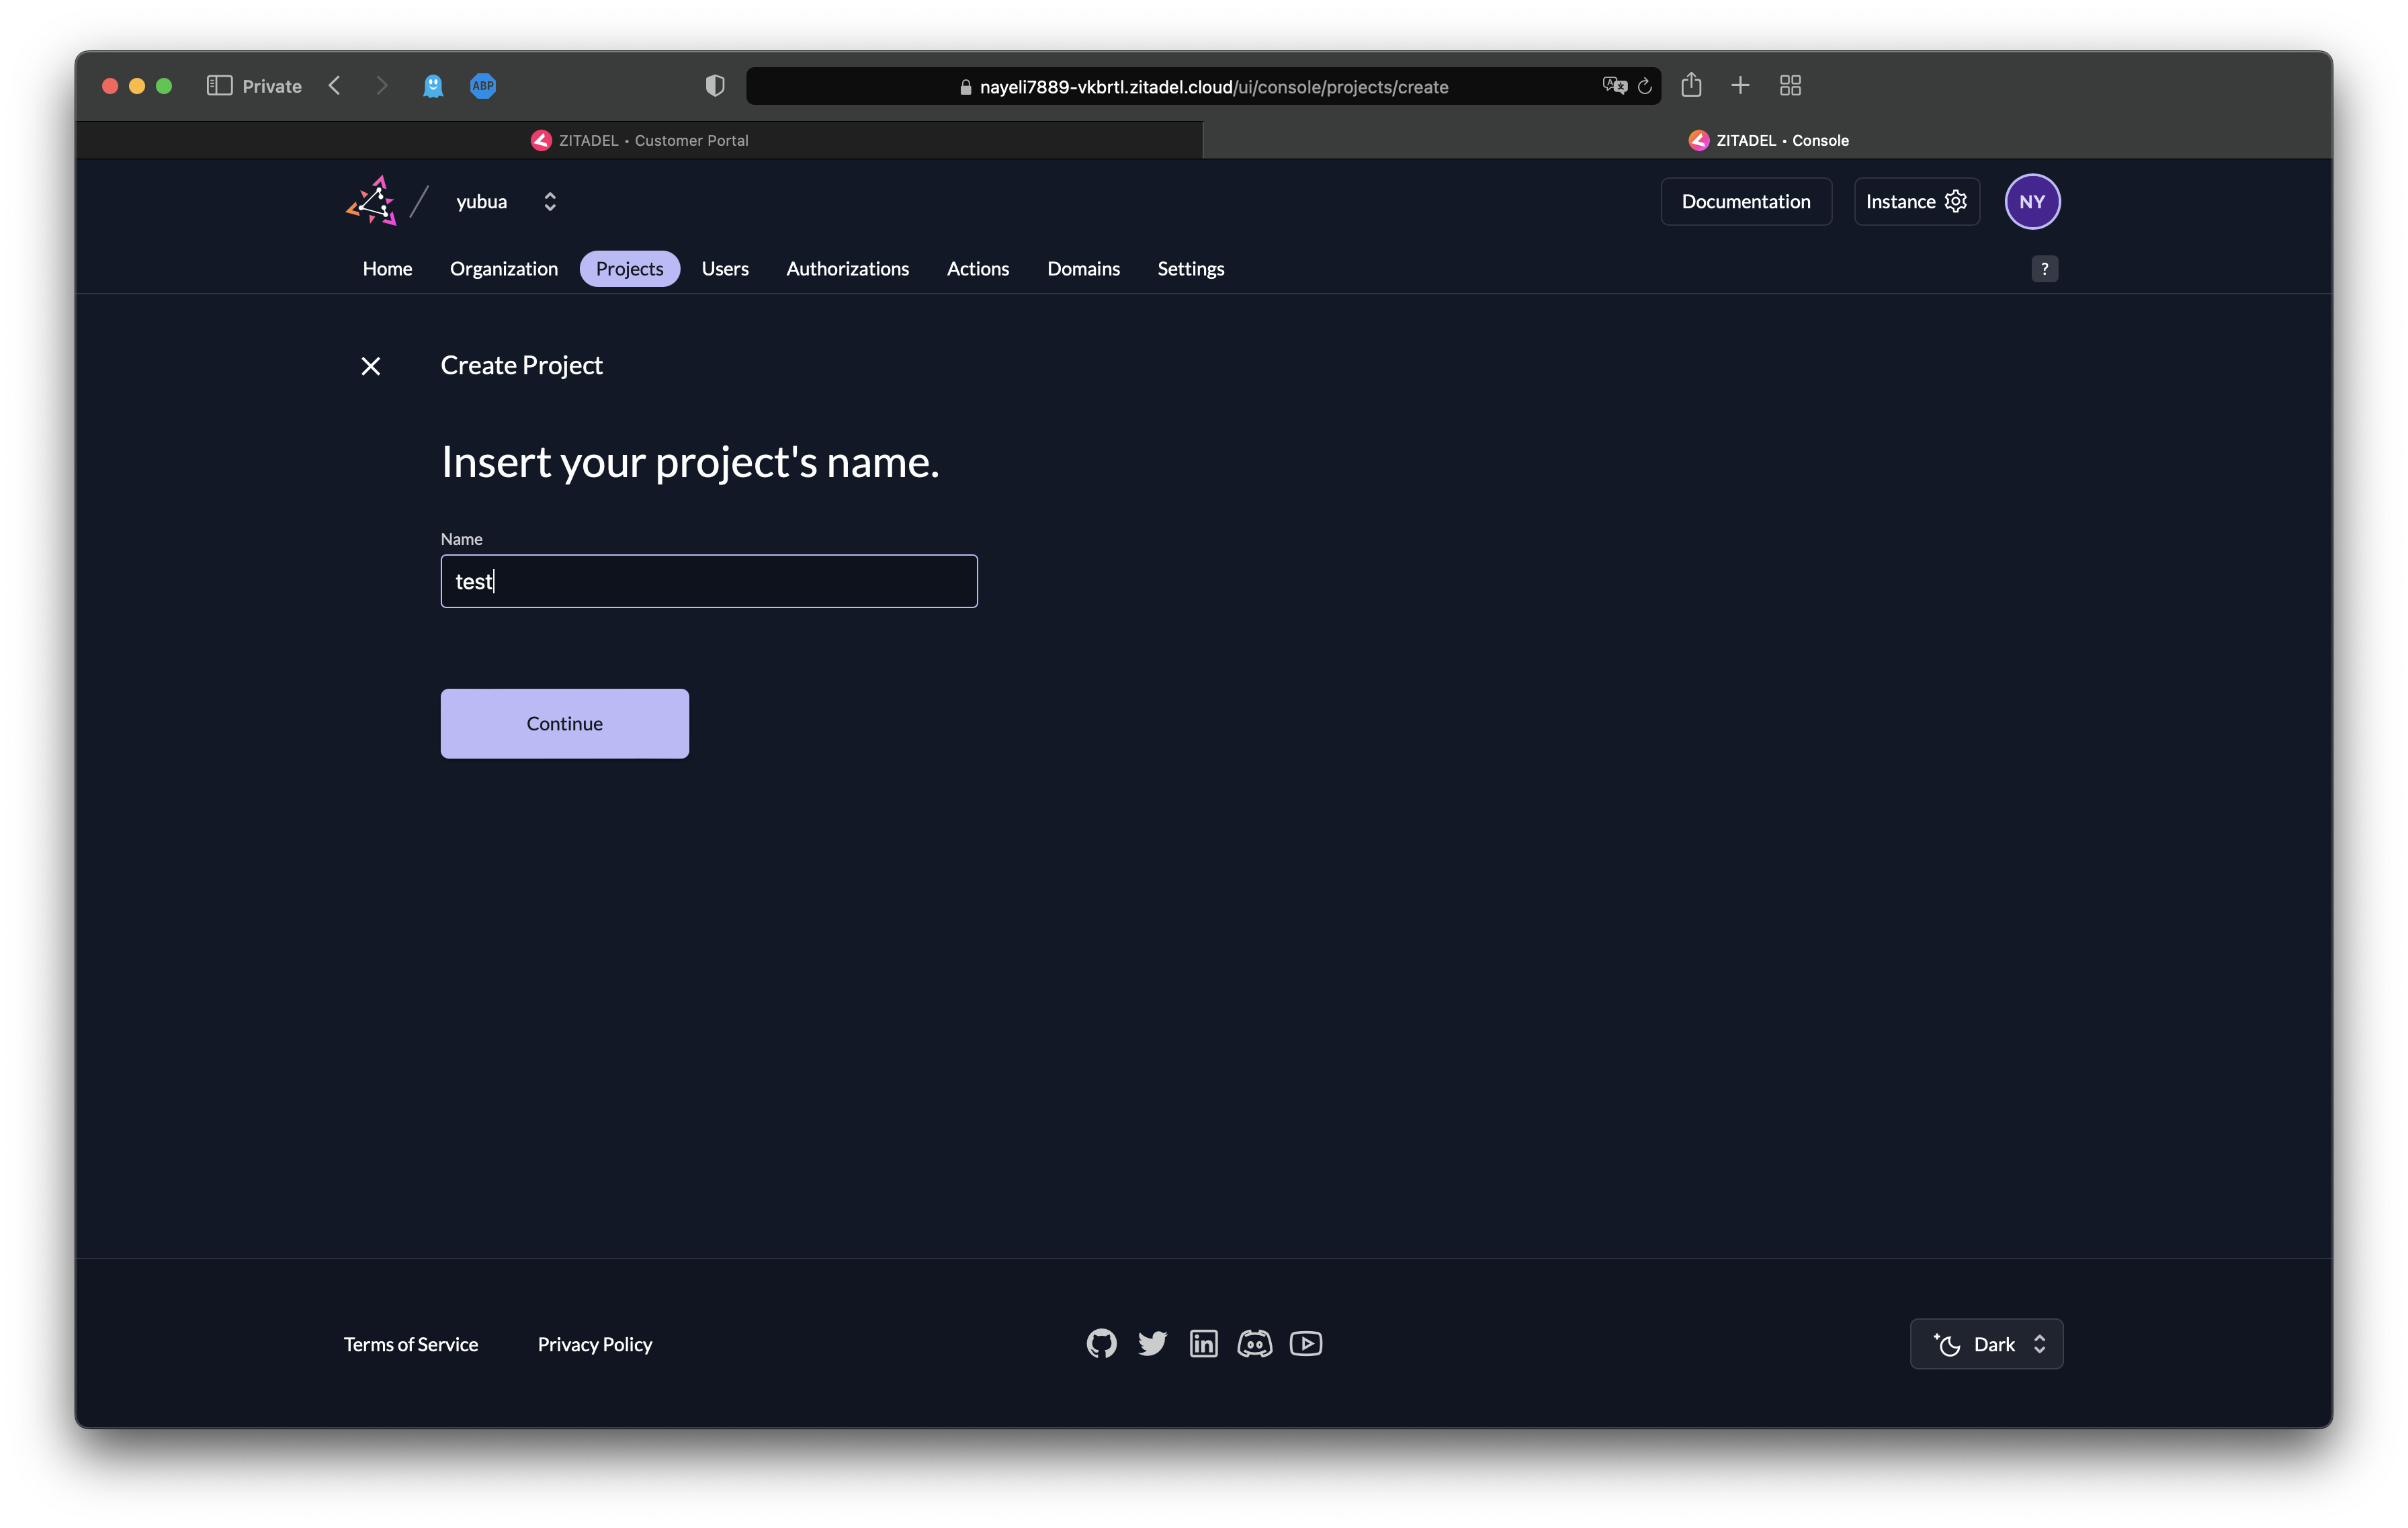 Private
ABP
nayeli7889-vkbrtl.zitadel.cloud/ui/console/projects/create
ZITADEL • Customer Portal
ZITADEL • Console
yubua
Documentation
Instance
NY
Home Organization Projects Users Authorizations Actions Domains Settings
?
Create Project
Insert your project's name.
Name
test
Continue
Terms of Service
Privacy Policy
in
Dark